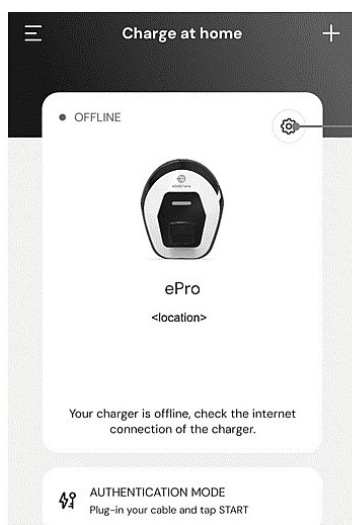 Charge at home
OFFLINE
ePro
<location>
Your charger is offline, check the internet
connection of the charger.
AUTHENTICATION MODE
Plug-in your cable and tap START